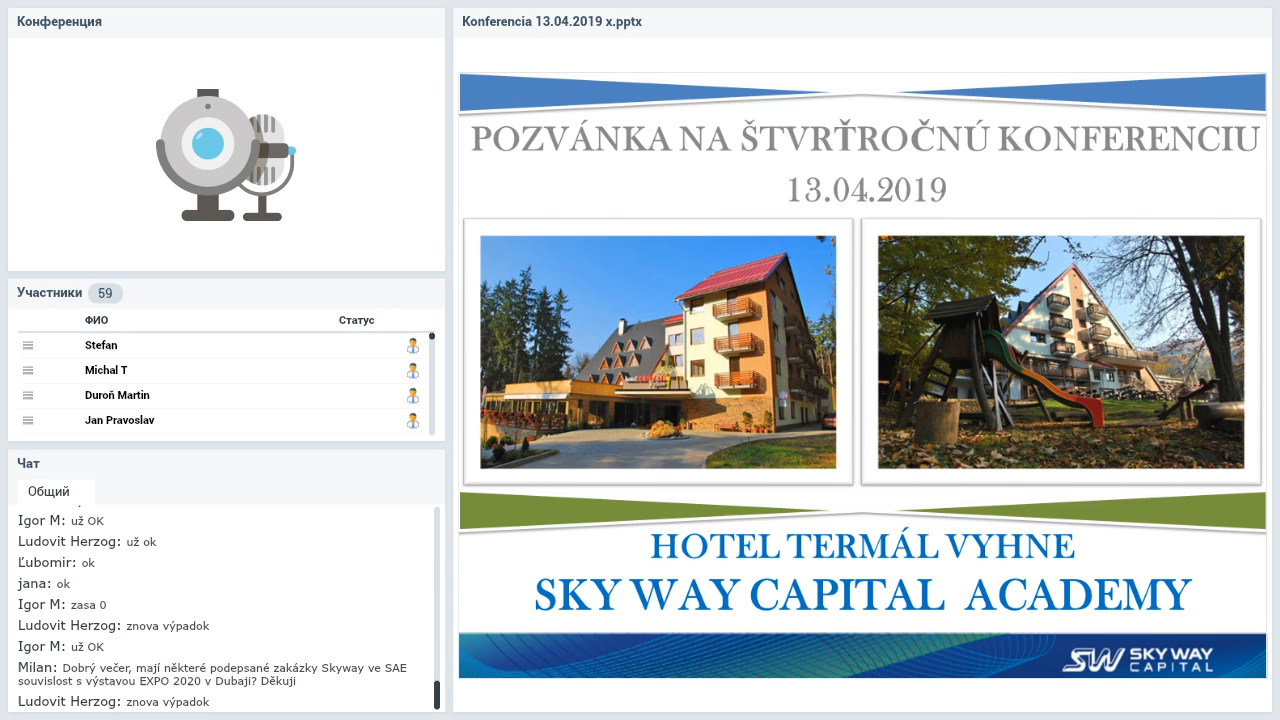 Конференция
Участники 59
ФИО Статус
Stefan
Michal T
Duroň Martin
Jan Pravoslav
Чат
Общий
Igor M: už OK
Ludovit Herzog: už ok
Ľubomir: ok
jana: ok
Igor M: zasa 0
Ludovit Herzog: znova výpadok
Igor M: už OK
Milan: Dobrý večer, mají některé podepsané zakázky Skyway ve SAE
souvislost s výstavou EXPO 2020 v Dubaji? Děkuji
Ludovit Herzog: znova výpadok
Konferencia 13.04.2019 x.pptx
POZVÁNKA NA ŠTVRŤROČNÚ KONFERENCIU
13.04.2019
HOTEL TERMÁL VYHNE
SKY WAY CAPITAL ACADEMY
SW SKY WAY
CAPITAL